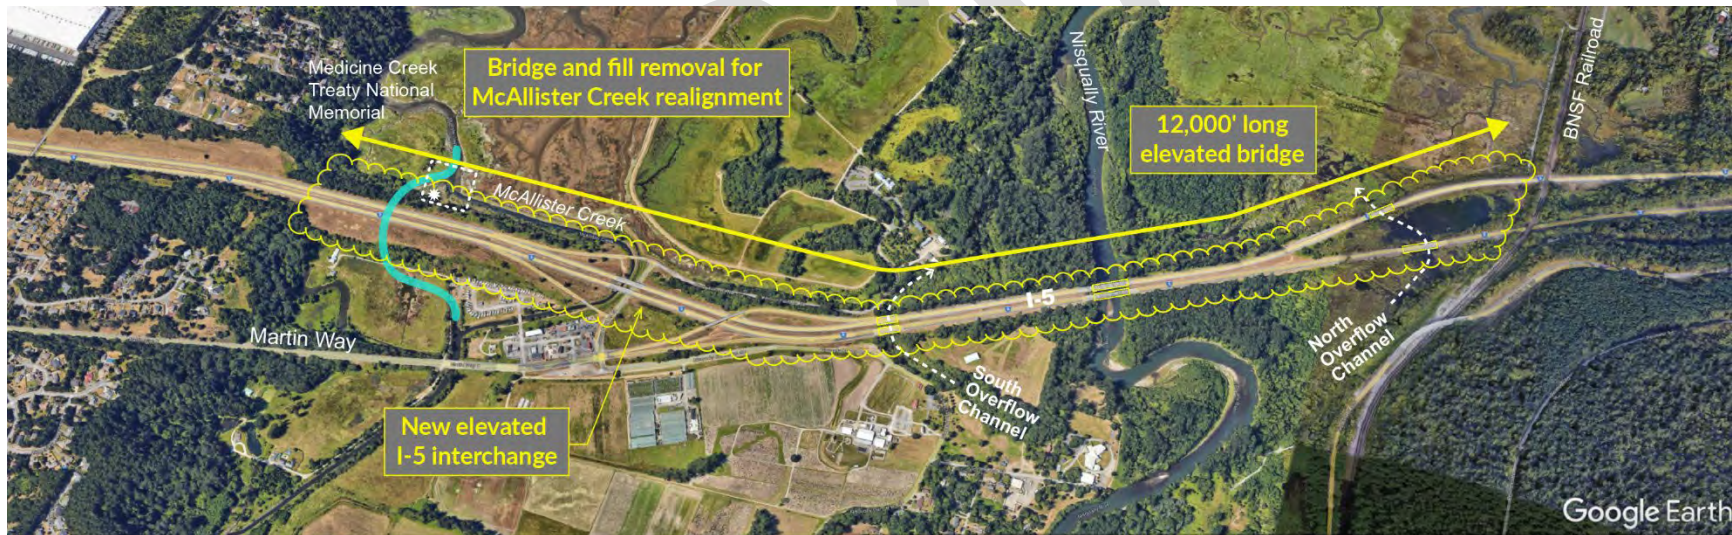 Medicine Creek
Treaty National
Memorial
Bridge and fill removal for
McAllister Creek realignment
Nisqually River
12,000' long
elevated bridge
BNSF Railroad
McAllister Creek
I-5
Martin Way
New elevated
I-5 interchange
South
Overflow
Channel
North
Overflow
Channel
Google Earth